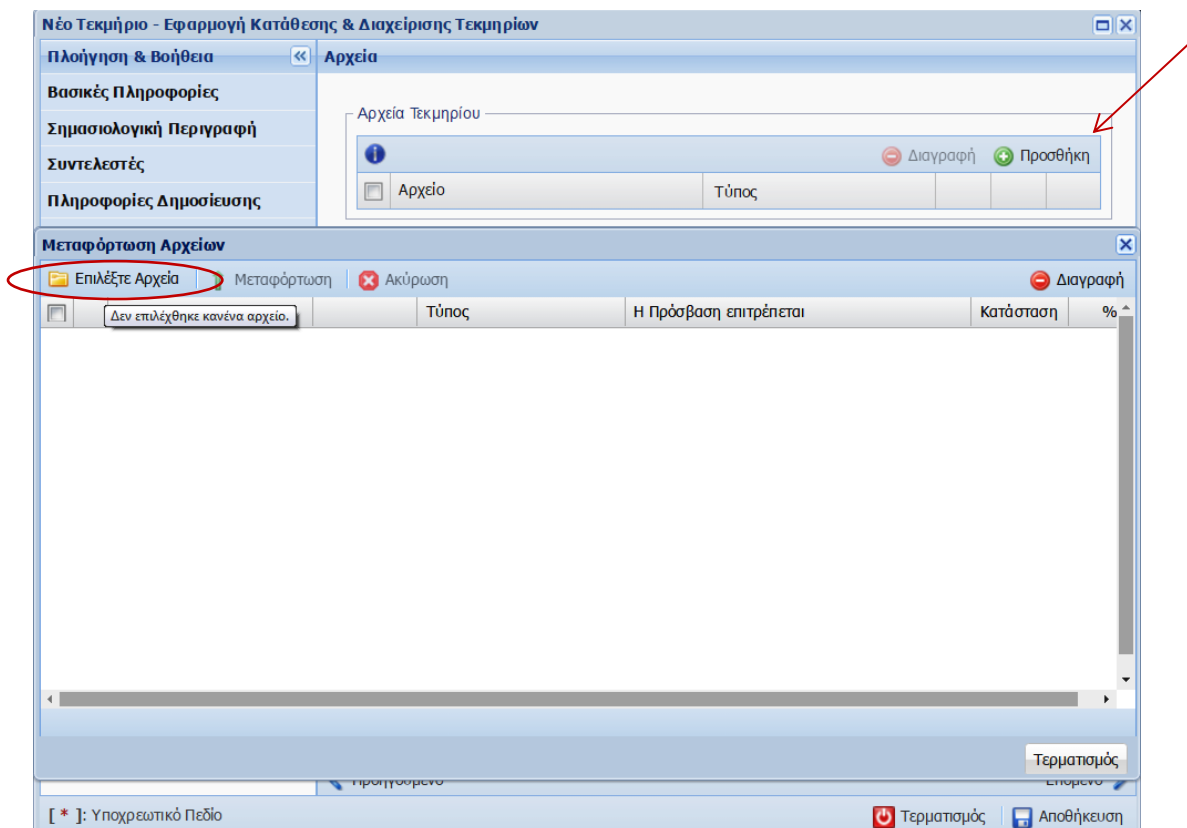 Νέο Τεκμήριο - Εφαρμογή Κατάθεσης & Διαχείρισης Τεκμηρίων
Πλοήγηση & Βοήθεια
Αρχεία
Βασικές Πληροφορίες
Σημασιολογική Περιγραφή
Συντελεστές
Πληροφορίες Δημοσίευσης
Αρχεία Τεκμηρίου
Διαγραφή Προσθήκη
Αρχείο Τύπος
Μεταφόρτωση Αρχείων
Επιλέξτε Αρχεία Μεταφόρτωση Ακύρωση Διαγραφή
Τύπος Η Πρόσβαση επιτρέπεται Κατάσταση %
Δεν επιλέχθηκε κανένα αρχείο.
Τερματισμός
Προηγούμενο Επόμενο
[ * ]: Υποχρεωτικό Πεδίο Τερματισμός Αποθήκευση